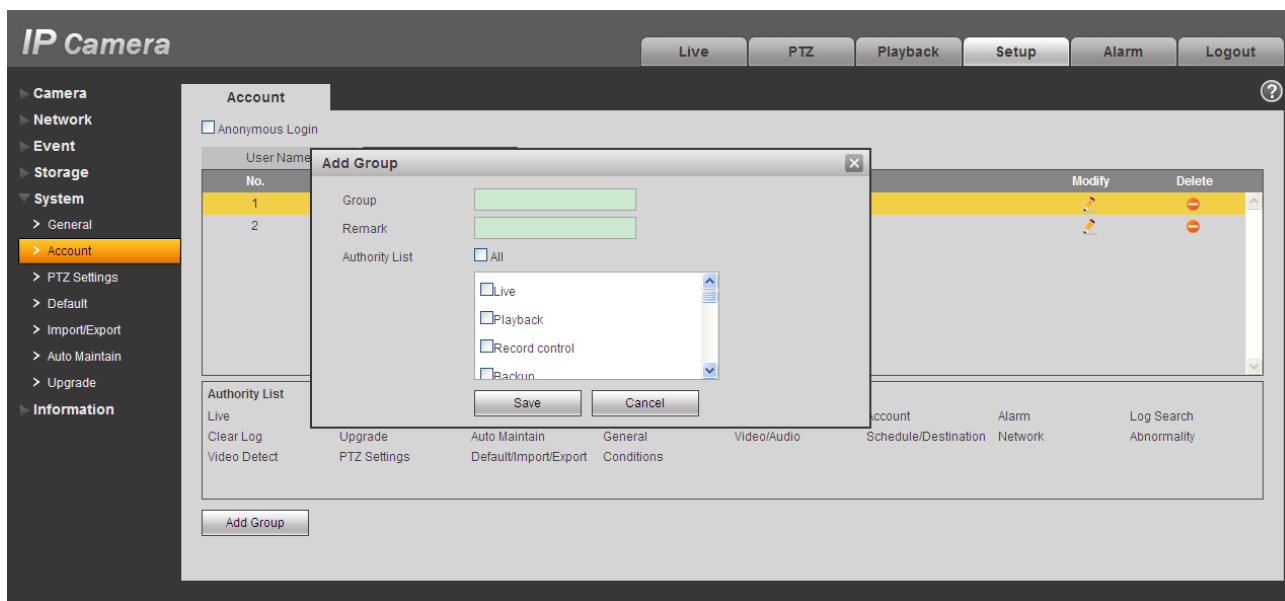 IP Camera
Live PTZ Playback Setup Alarm Logout
Camera
Network
Event
Storage
System
General
Account
PTZ Settings
Default
Import/Export
Auto Maintain
Upgrade
Information
Account
?
Anonymous Login
User Name
No. Modify Delete
1
2
Add Group
Group
Remark
Authority List All
Live
Playback
Record control
Backup
Save Cancel
Authority List
Live Account Alarm Log Search
Clear Log Upgrade Auto Maintain General Video/Audio Schedule/Destination Network Abnormality
Video Detect PTZ Settings Default/Import/Export Conditions
Add Group